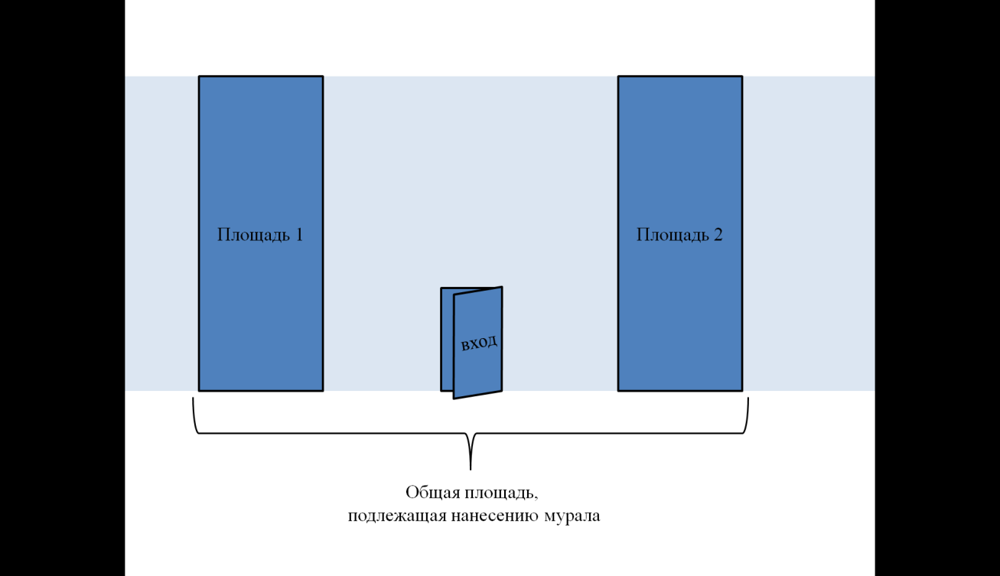 Площадь 1
Площадь 2
вход
Общая площадь,
подлежащая нанесению мурала